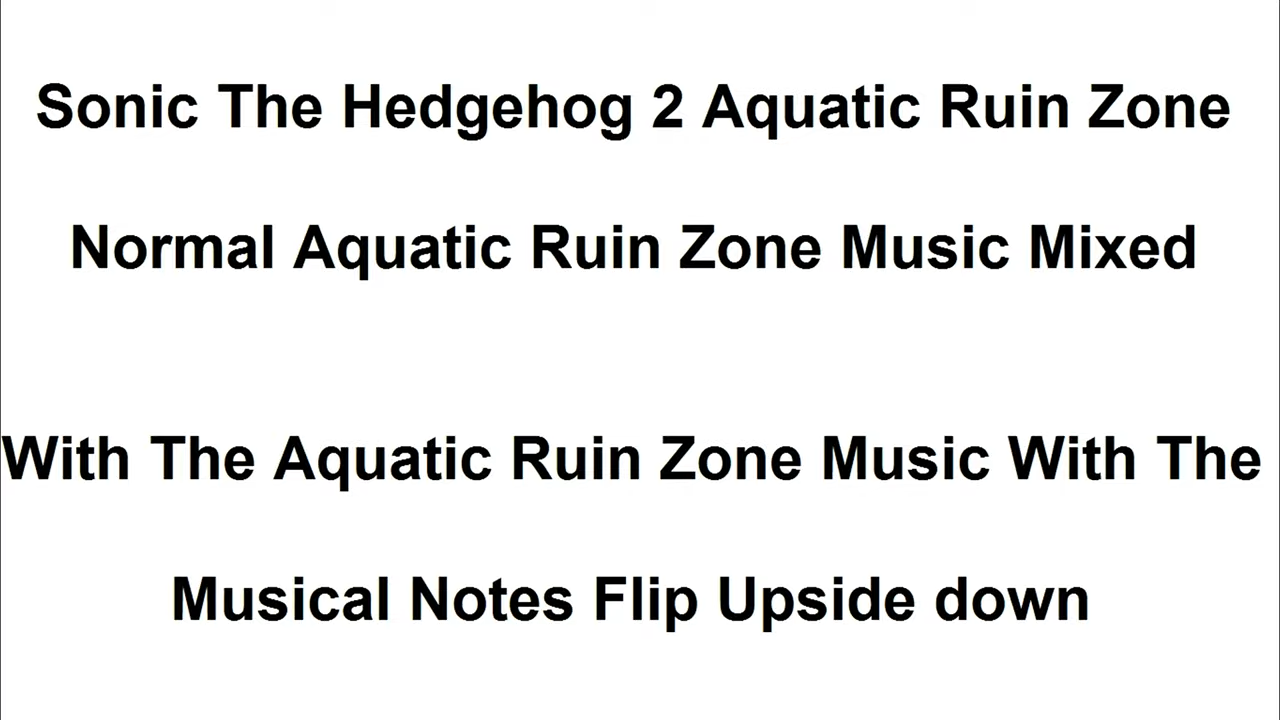 Sonic The Hedgehog 2 Aquatic Ruin Zone
Normal Aquatic Ruin Zone Music Mixed
With The Aquatic Ruin Zone Music With The
Musical Notes Flip Upside down